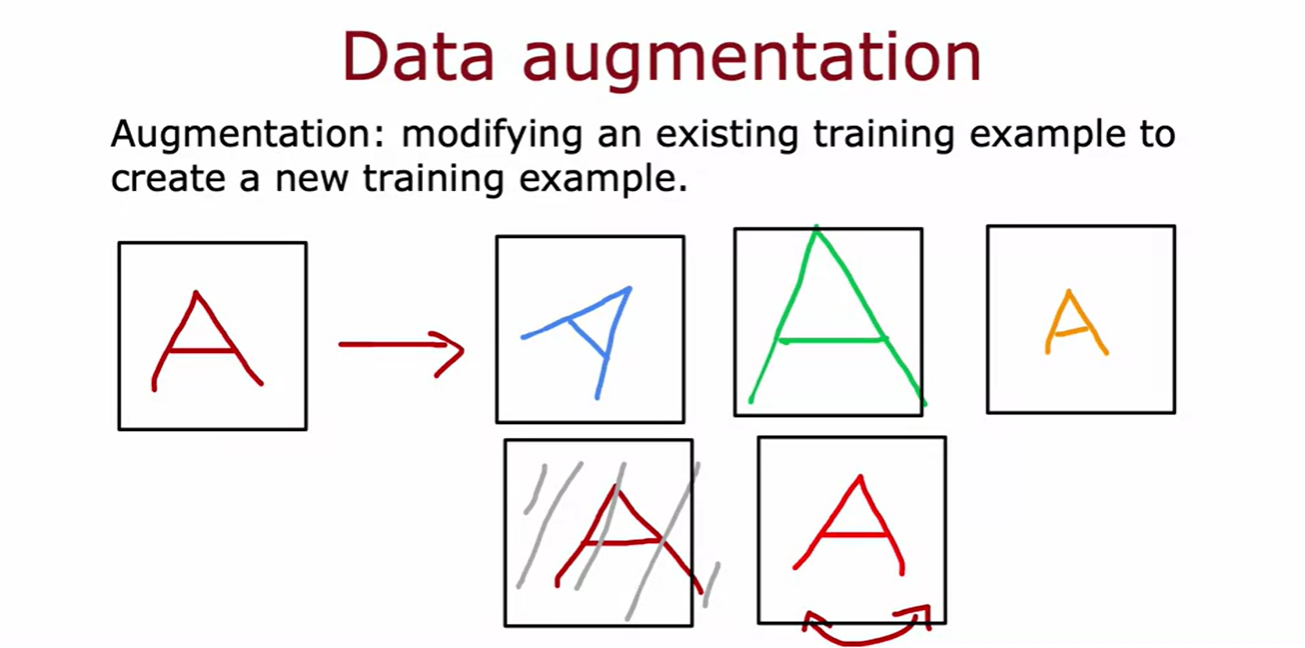 Data augmentation
Augmentation: modifying an existing training example to
create a new training example.
A
A
A
A
A
A